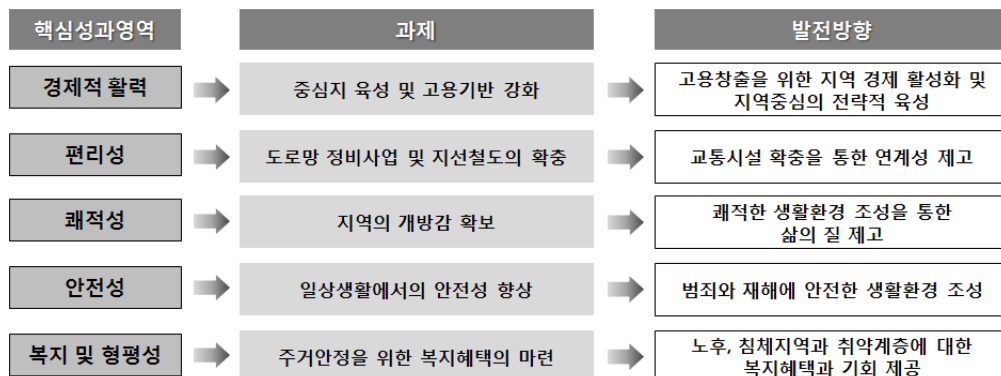 핵심성과영역
과제
발전방향
경제적 활력
중심지 육성 및 고용기반 강화
고용창출을 위한 지역 경제 활성화 및
지역중심의 전략적 육성
편리성
도로망 정비사업 및 지선철도의 확충
교통시설 확충을 통한 연계성 제고
쾌적성
지역의 개방감 확보
쾌적한 생활환경 조성을 통한
삶의 질 제고
안전성
일상생활에서의 안전성 향상
범죄와 재해에 안전한 생활환경 조성
복지 및 형평성
주거안정을 위한 복지혜택의 마련
노후, 침체지역과 취약계층에 대한
복지혜택과 기회 제공